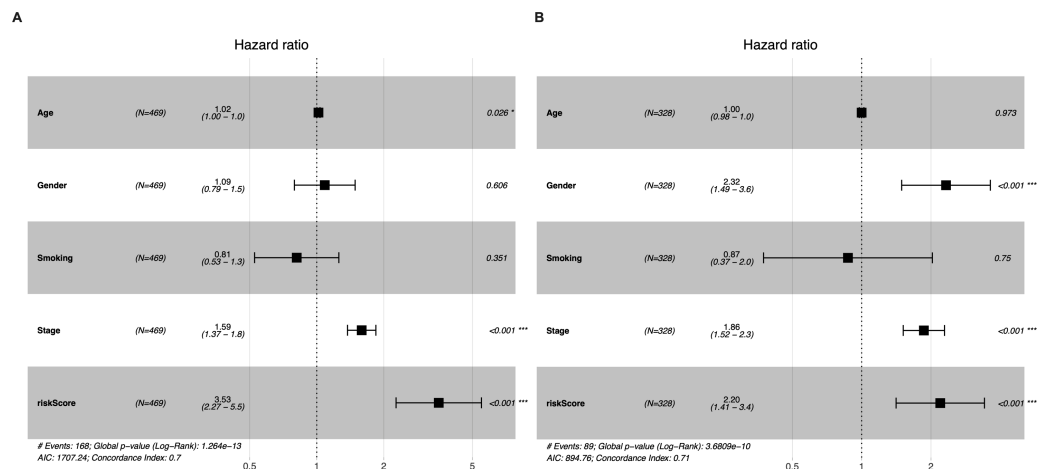 A
Hazard ratio
Age (N=469) 1.02 (1.00 − 1.0) 0.026 *
Gender (N=469) 1.09 (0.79 − 1.5) 0.606
Smoking (N=469) 0.81 (0.53 − 1.3) 0.351
Stage (N=469) 1.59 (1.37 − 1.8) <0.001 ***
riskScore (N=469) 3.53 (2.27 − 5.5) <0.001 ***
# Events: 168; Global p−value (Log−Rank): 1.264e−13
AIC: 1707.24; Concordance Index: 0.7
0.5 1 2 5
B
Hazard ratio
Age (N=328) 1.00 (0.98 − 1.0) 0.973
Gender (N=328) 2.32 (1.49 − 3.6) <0.001 ***
Smoking (N=328) 0.87 (0.37 − 2.0) 0.75
Stage (N=328) 1.86 (1.52 − 2.3) <0.001 ***
riskScore (N=328) 2.20 (1.41 − 3.4) <0.001 ***
# Events: 89; Global p−value (Log−Rank): 3.6809e−10
AIC: 894.76; Concordance Index: 0.71
0.5 1 2